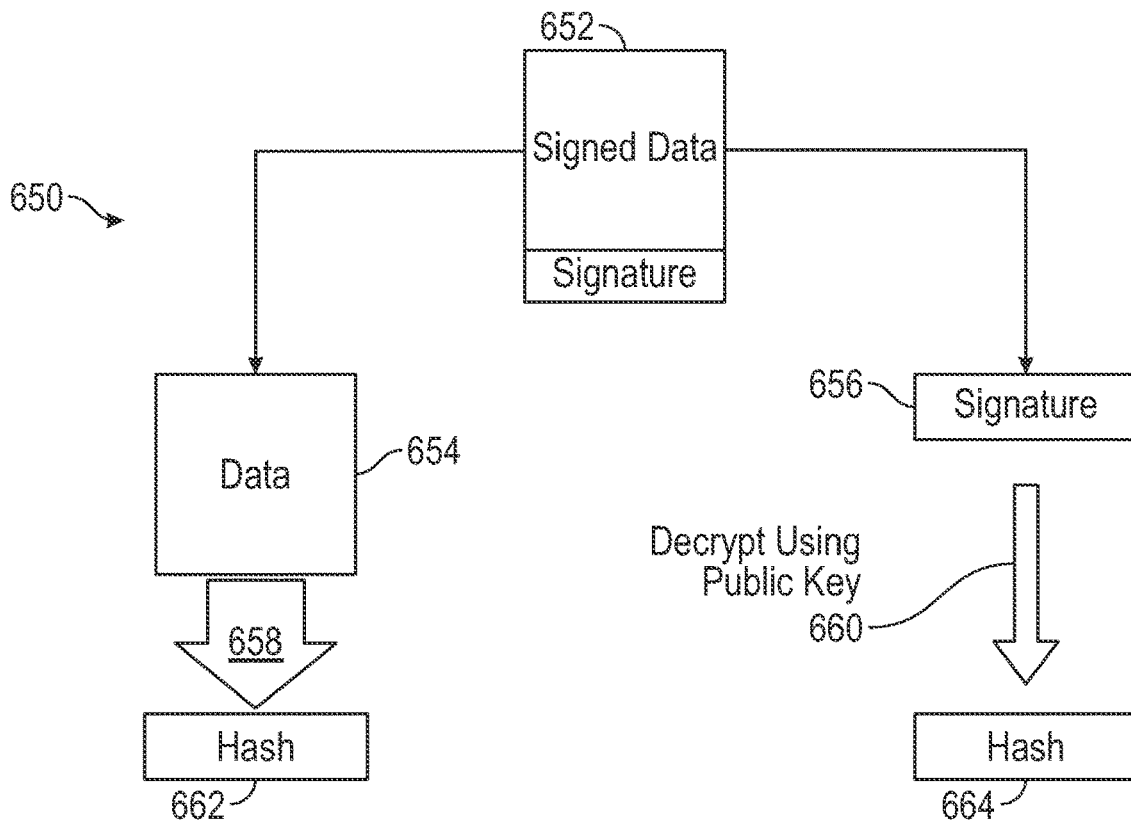 652
Signed Data
650
Signature
656
Signature
654
Data
Decrypt Using
Public Key
660
658
Hash
Hash
662
664